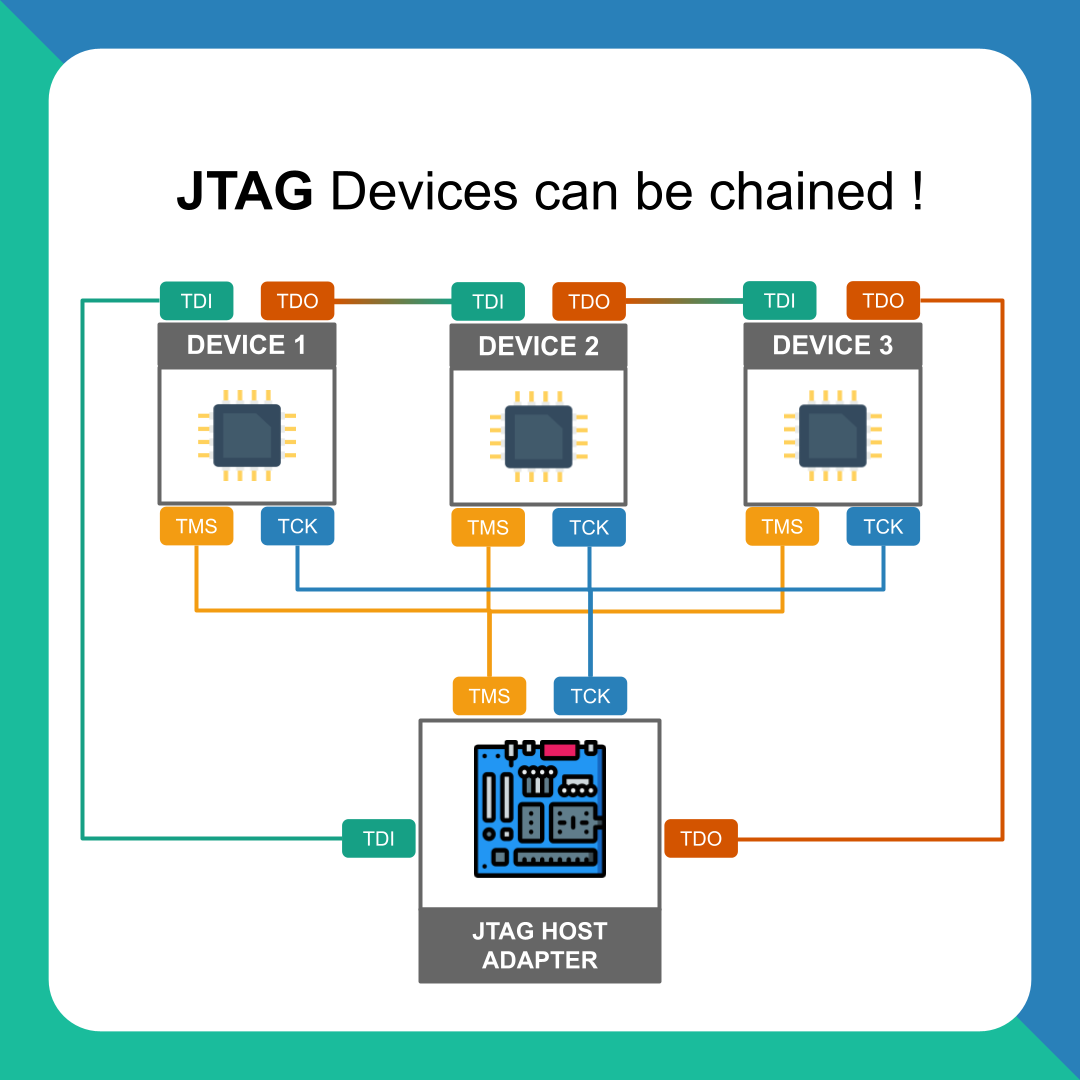 JTAG Devices can be chained !
TDI TDO TDI TDO TDI TDO
DEVICE 1 DEVICE 2 DEVICE 3
TMS TCK TMS TCK TMS TCK
TMS TCK
TDI TDO
JTAG HOST
ADAPTER